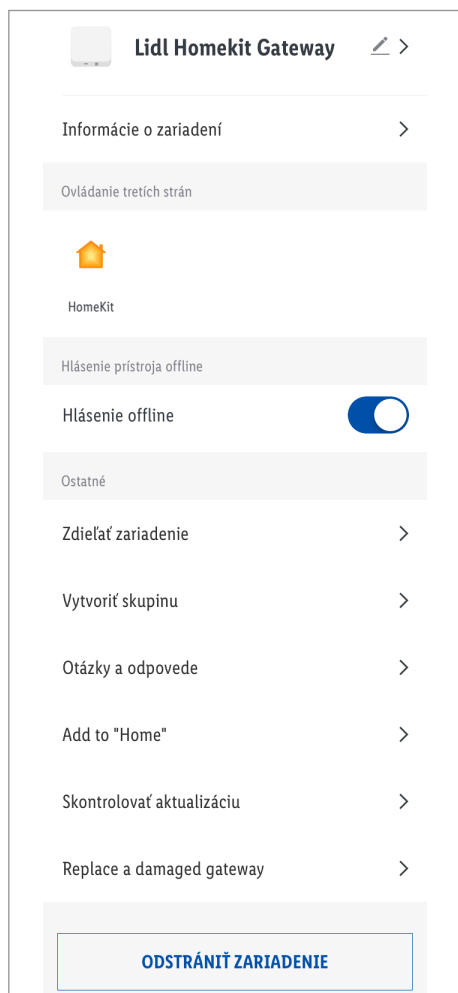 Lidl Homekit Gateway
Informácie o zariadení
Ovládanie tretích strán
HomeKit
Hlásenie prístroja offline
Hlásenie offline
Ostatné
Zdieľať zariadenie
Vytvoriť skupinu
Otázky a odpovede
Add to "Home"
Skontrolovať aktualizáciu
Replace a damaged gateway
ODSTRÁNIŤ ZARIADENIE